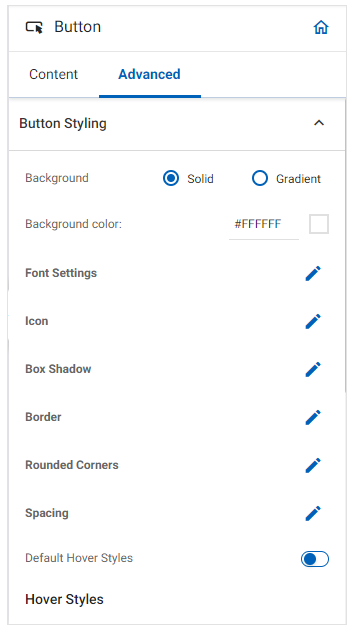 Button
Content Advanced
Button Styling
Background Solid Gradient
Background color: #FFFFFF
Font Settings
Icon
Box Shadow
Border
Rounded Corners
Spacing
Default Hover Styles
Hover Styles